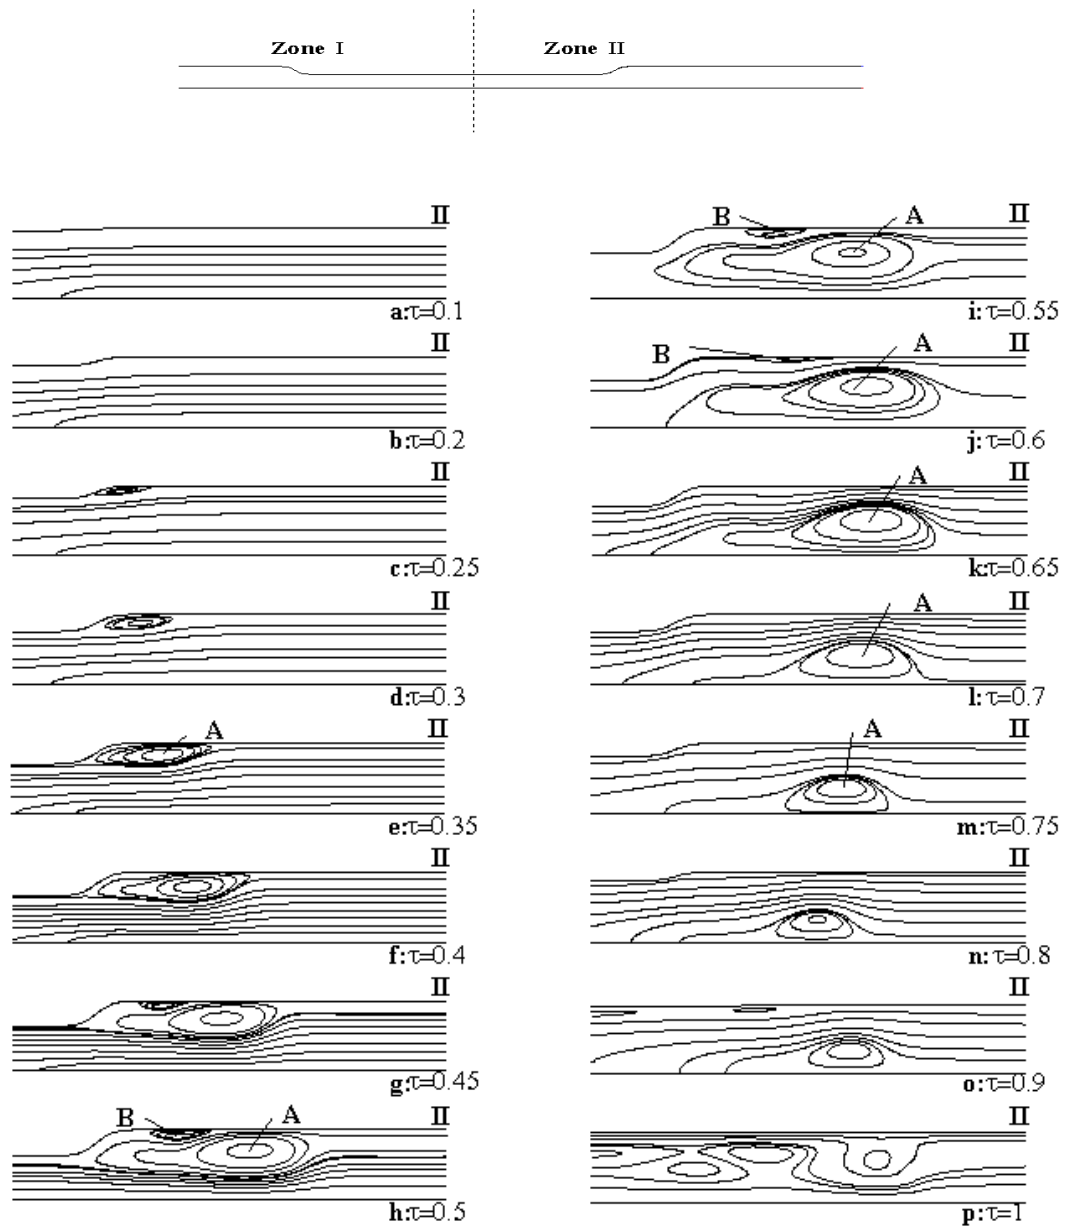 Zone I
Zone II
II
a:τ=0.1
II
b:τ=0.2
II
c:τ=0.25
II
d:τ=0.3
A
II
e:τ=0.35
II
f:τ=0.4
II
g:τ=0.45
B
A
II
h:τ=0.5
B
A
II
i:τ=0.55
B
A
II
j:τ=0.6
A
II
k:τ=0.65
A
II
l:τ=0.7
A
II
m:τ=0.75
II
n:τ=0.8
II
o:τ=0.9
II
p:τ=1